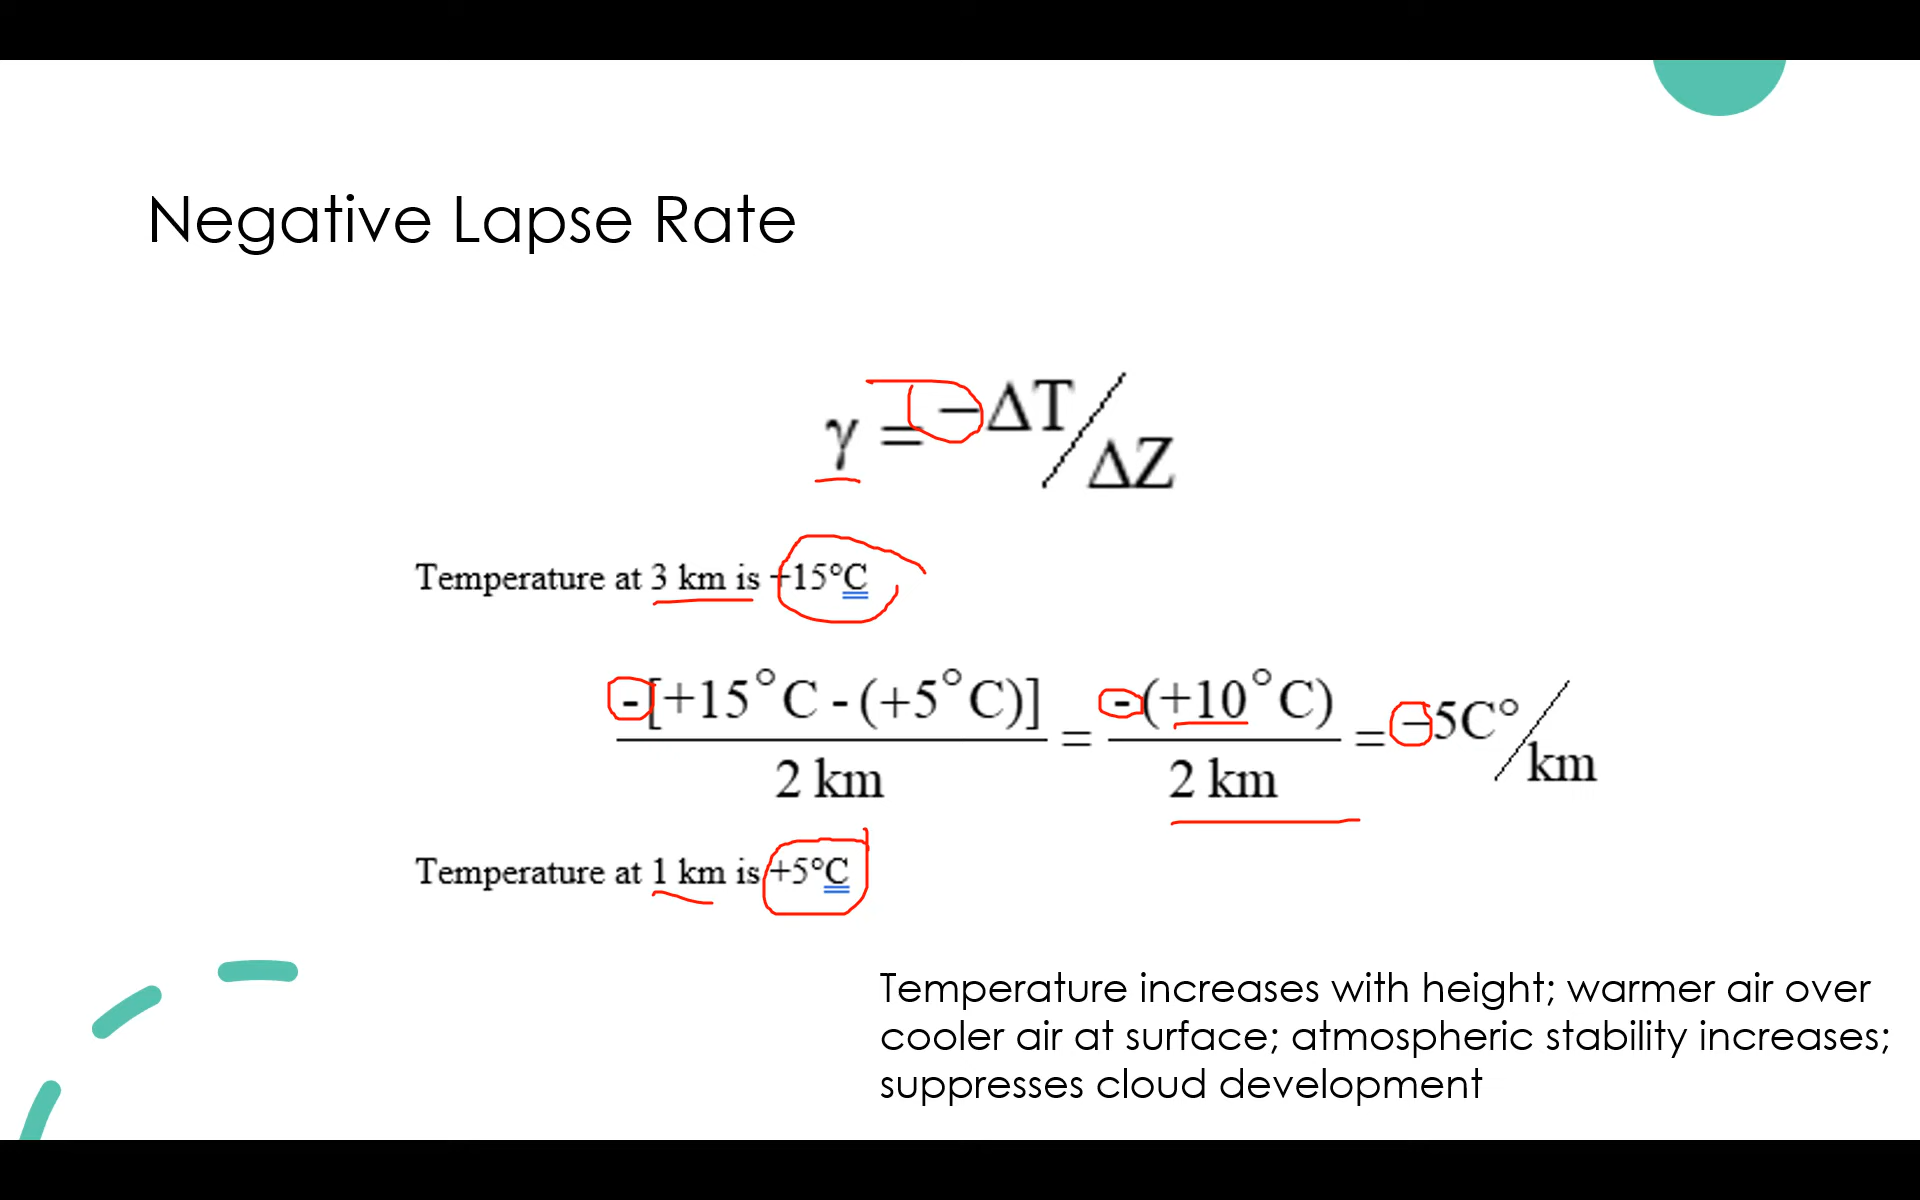 Negative Lapse Rate
γ = −ΔT/ΔZ
Temperature at 3 km is +15°C
-[+15°C - (+5°C)] / 2 km = -(+10°C) / 2 km = −5C°/km
Temperature at 1 km is +5°C
Temperature increases with height; warmer air over
cooler air at surface; atmospheric stability increases;
suppresses cloud development